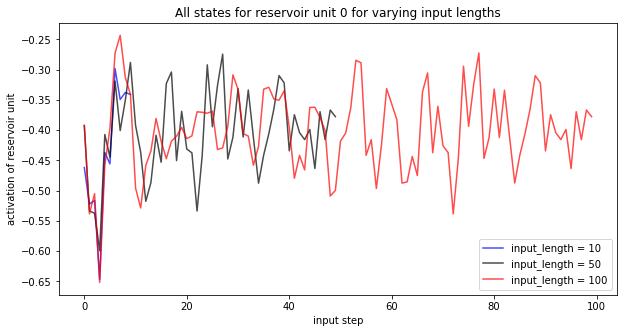 All states for reservoir unit 0 for varying input lengths
activation of reservoir unit
−0.25
−0.30
−0.35
−0.40
−0.45
−0.50
−0.55
−0.60
−0.65
input_length = 10
input_length = 50
input_length = 100
0
20
40
60
80
100
input step